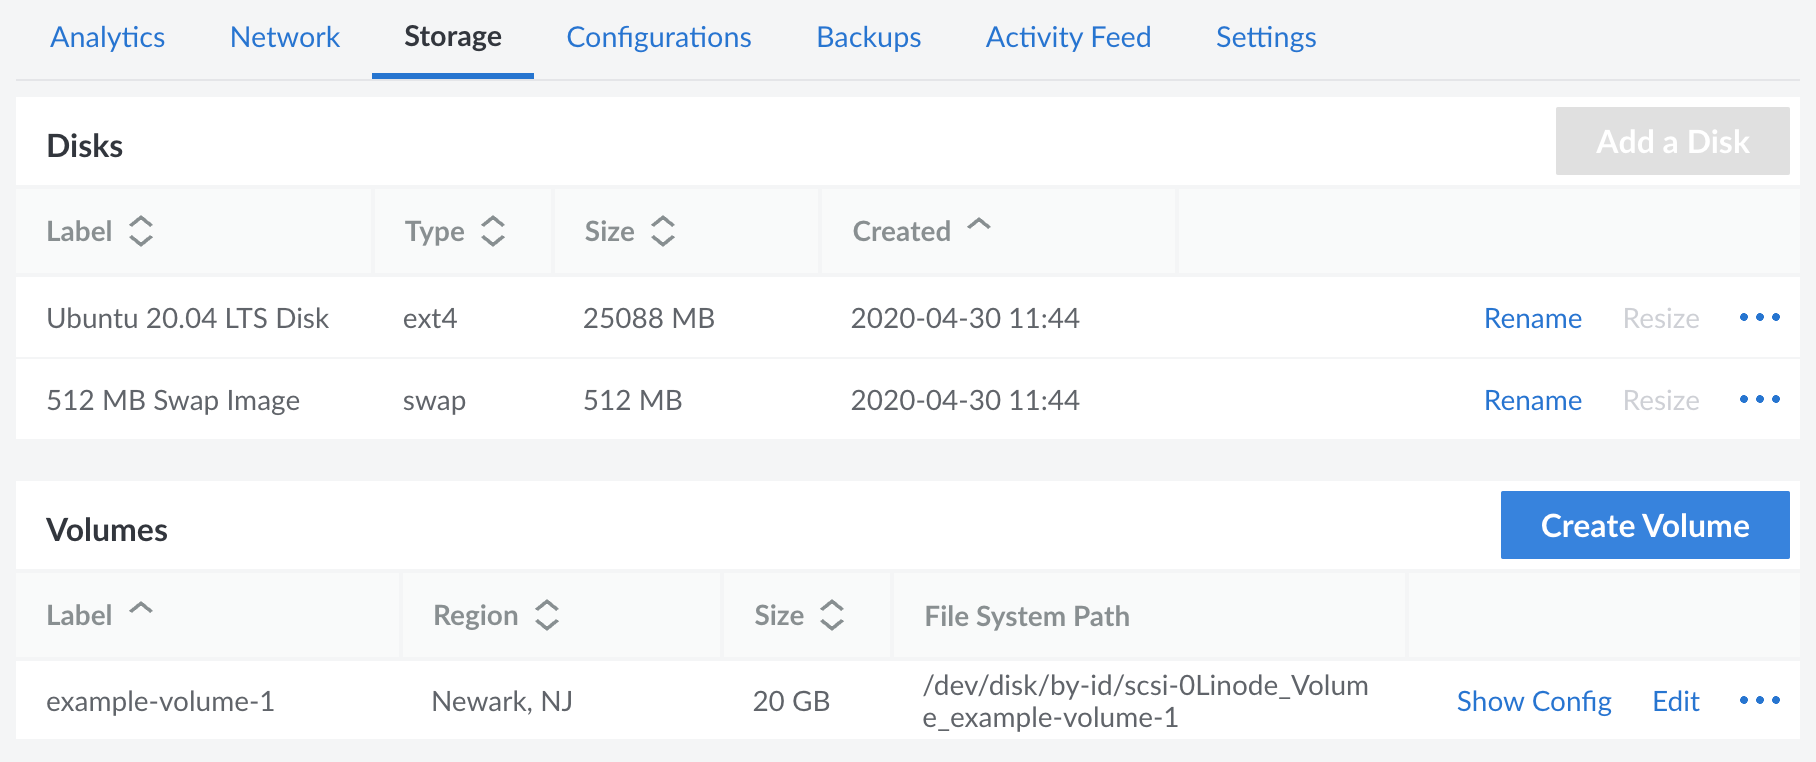 Analytics Network Storage Configurations Backups Activity Feed Settings
Disks Add a Disk
Label Type Size Created
Ubuntu 20.04 LTS Disk ext4 25088 MB 2020-04-30 11:44 Rename Resize
512 MB Swap Image swap 512 MB 2020-04-30 11:44 Rename Resize
Volumes Create Volume
Label Region Size File System Path
example-volume-1 Newark, NJ 20 GB /dev/disk/by-id/scsi-0Linode_Volum Show Config Edit
e_example-volume-1